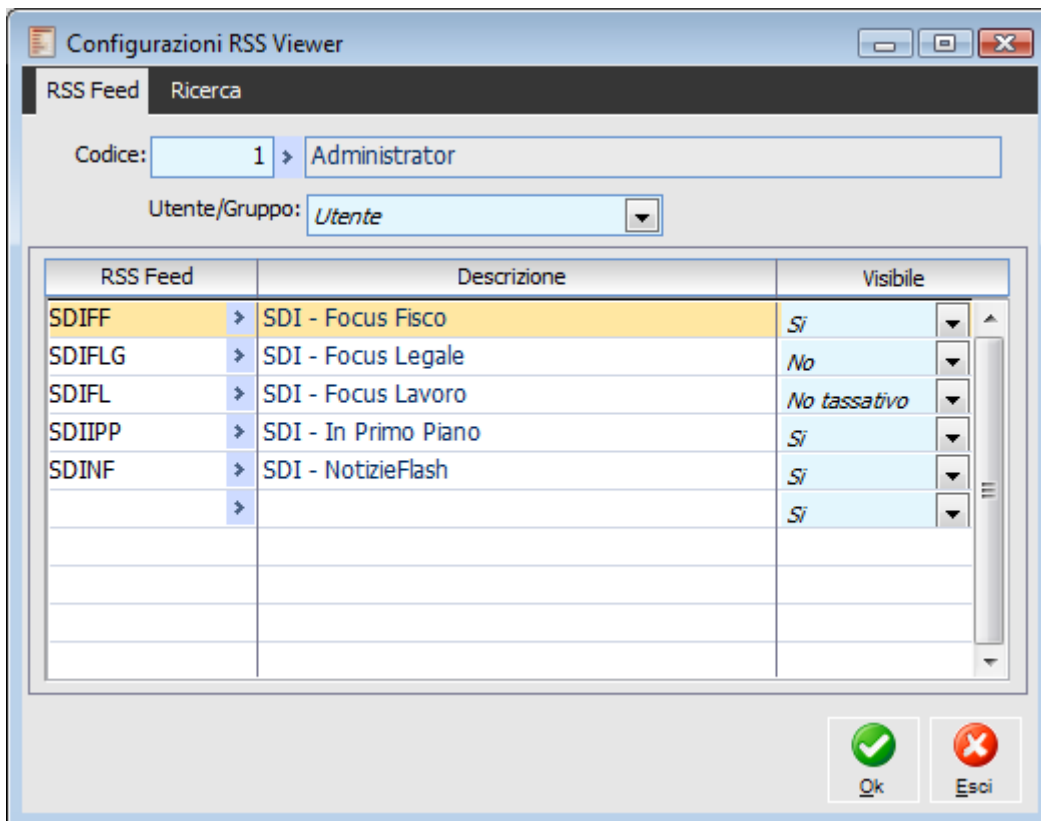 Configurazioni RSS Viewer
RSS Feed Ricerca
Codice: 1 Administrator
Utente/Gruppo: Utente
RSS Feed Descrizione Visibile
SDIFF SDI - Focus Fisco Si
SDIFLG SDI - Focus Legale No
SDIFL SDI - Focus Lavoro No tassativo
SDIIPP SDI - In Primo Piano Si
SDINF SDI - NotizieFlash Si
Si
Ok Esci